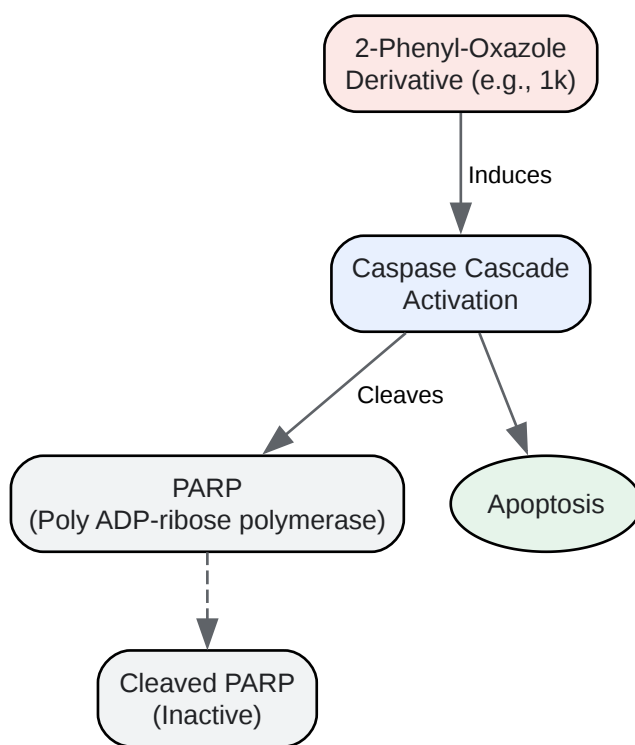 2-Phenyl-Oxazole
Derivative (e.g., 1k)
Induces
Caspase Cascade
Activation
Cleaves
PARP
(Poly ADP-ribose polymerase)
Apoptosis
Cleaved PARP
(Inactive)